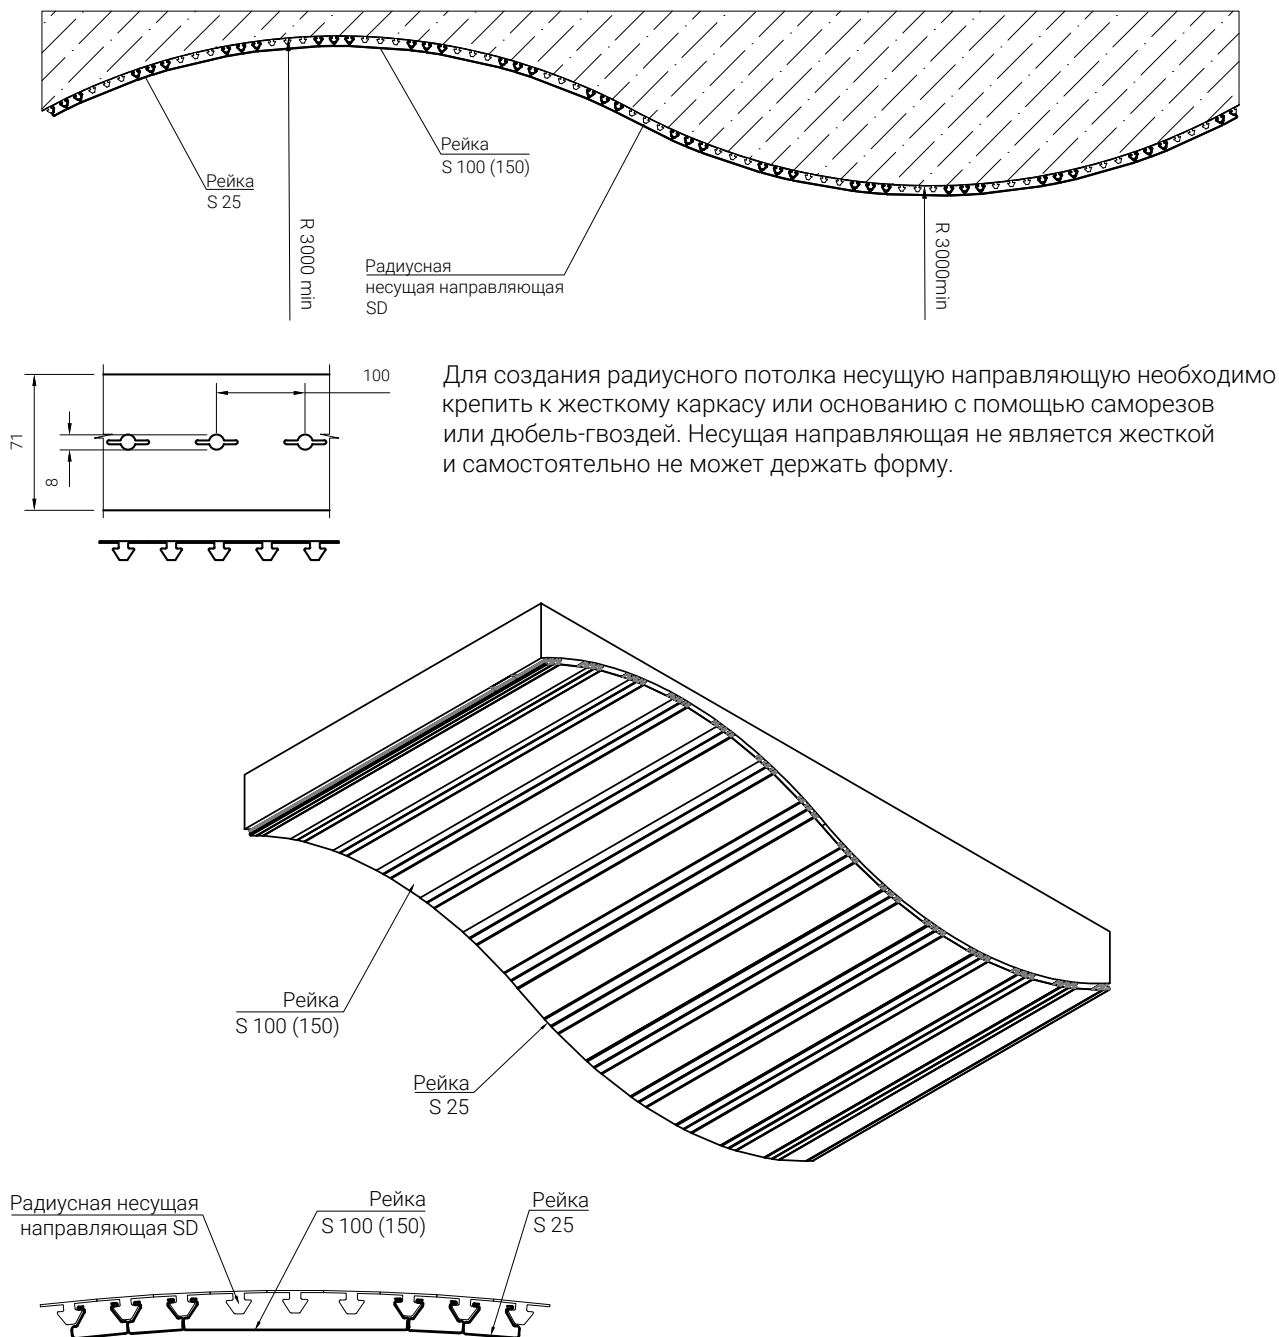 Рейка
S 100 (150)
Рейка
S 25
R 3000 min
R 3000min
Радиусная
несущая направляющая
SD
100
71
8
Для создания радиусного потолка несущую направляющую необходимо
крепить к жесткому каркасу или основанию с помощью саморезов
или дюбель-гвоздей. Несущая направляющая не является жесткой
и самостоятельно не может держать форму.
Рейка
S 100 (150)
Рейка
S 25
Радиусная несущая
направляющая SD
Рейка
S 100 (150)
Рейка
S 25